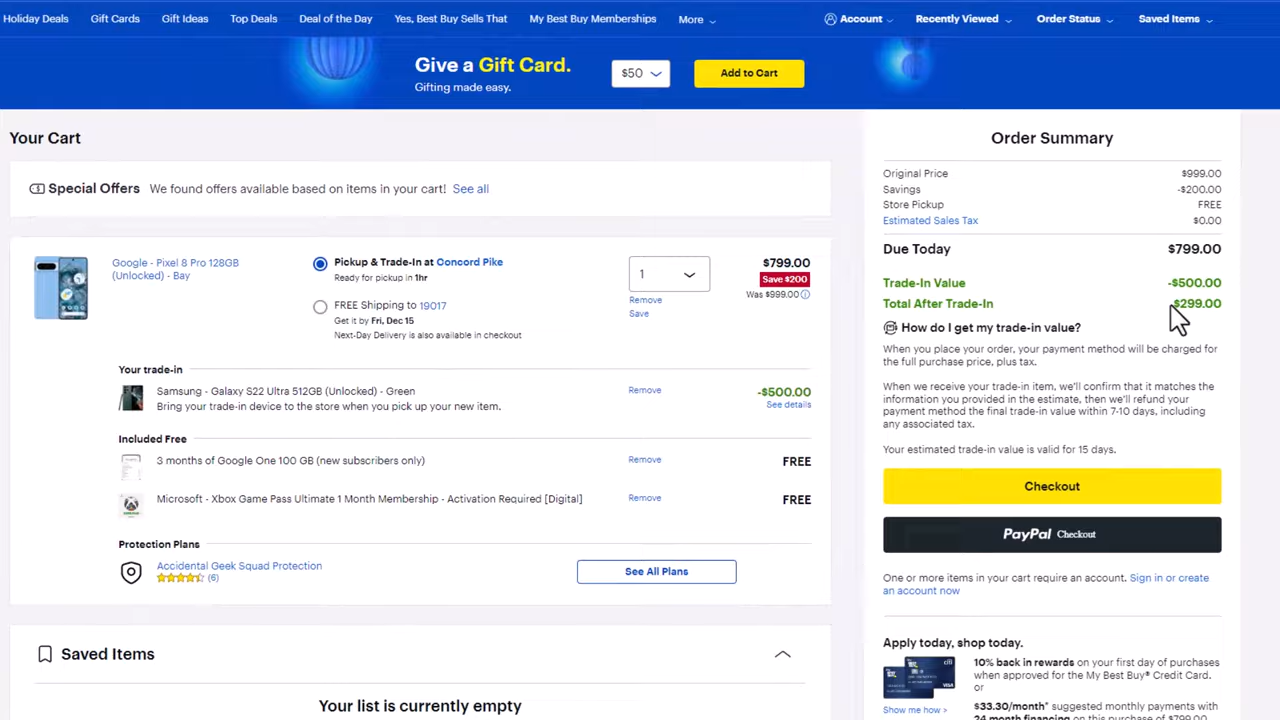 Holiday Deals Gift Cards Gift Ideas Top Deals Deal of the Day Yes, Best Buy Sells That My Best Buy Memberships More Account Recently Viewed Order Status Saved Items
Give a Gift Card.
Gifting made easy.
$50
Add to Cart
Your Cart
Special Offers We found offers available based on items in your cart! See all
Google - Pixel 8 Pro 128GB
(Unlocked) - Bay
Pickup & Trade-In at Concord Pike
Ready for pickup in 1hr
FREE Shipping to 19017
Get it by Fri, Dec 15
Next-Day Delivery is also available in checkout
1
Remove
Save
$799.00
Save $200
Was $999.00
Your trade-in
Samsung - Galaxy S22 Ultra 512GB (Unlocked) - Green
Bring your trade-in device to the store when you pick up your new item.
Remove
-$500.00
See details
Included Free
3 months of Google One 100 GB (new subscribers only) Remove FREE
Microsoft - Xbox Game Pass Ultimate 1 Month Membership - Activation Required [Digital] Remove FREE
Protection Plans
Accidental Geek Squad Protection
(6)
See All Plans
Saved Items
Your list is currently empty
Order Summary
Original Price $999.00
Savings -$200.00
Store Pickup FREE
Estimated Sales Tax $0.00
Due Today $799.00
Trade-In Value -$500.00
Total After Trade-In $299.00
How do I get my trade-in value?
When you place your order, your payment method will be charged for
the full purchase price, plus tax.
When we receive your trade-in item, we'll confirm that it matches the
information you provided in the estimate, then we'll refund your
payment method the final trade-in value within 7-10 days, including
any associated tax.
Your estimated trade-in value is valid for 15 days.
Checkout
PayPal Checkout
One or more items in your cart require an account. Sign in or create
an account now
Apply today, shop today.
citi
VISA
Show me how >
10% back in rewards on your first day of purchases
when approved for the My Best Buy® Credit Card.
or
$33.30/month* suggested monthly payments with
24 month financing on this purchase of $799.00